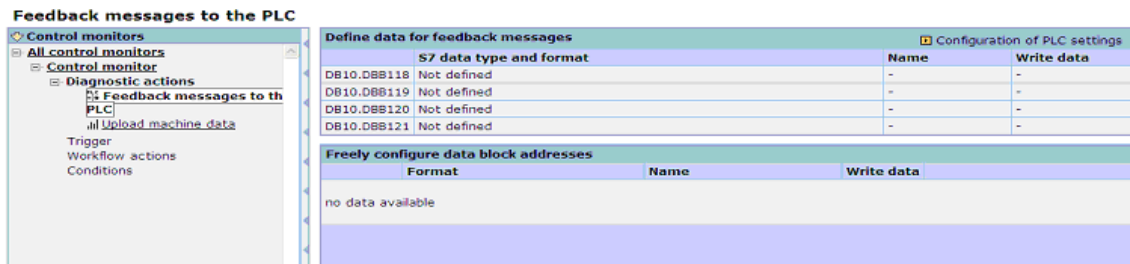 Feedback messages to the PLC
Control monitors
All control monitors
Control monitor
Diagnostic actions
Feedback messages to th
PLC
Upload machine data
Trigger
Workflow actions
Conditions
Define data for feedback messages
Configuration of PLC settings
S7 data type and format Name Write data
DB10.DBB118 Not defined - -
DB10.DBB119 Not defined - -
DB10.DBB120 Not defined - -
DB10.DBB121 Not defined - -
Freely configure data block addresses
Format Name Write data
no data available